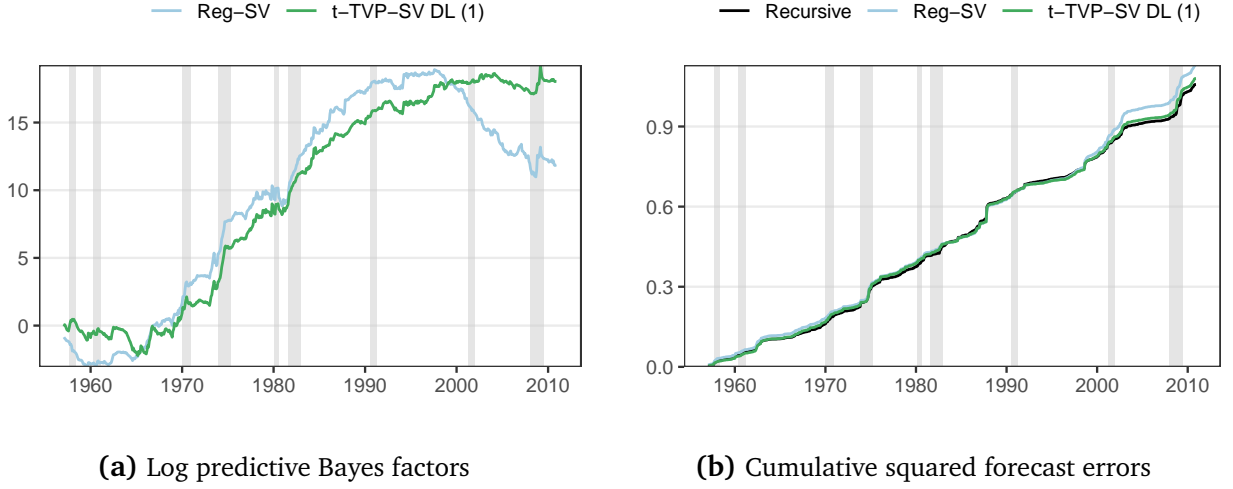 Reg−SV t−TVP−SV DL (1)
Recursive Reg−SV t−TVP−SV DL (1)
15
10
5
0
1960 1970 1980 1990 2000 2010
0.9
0.6
0.3
0.0
1960 1970 1980 1990 2000 2010
(a) Log predictive Bayes factors
(b) Cumulative squared forecast errors